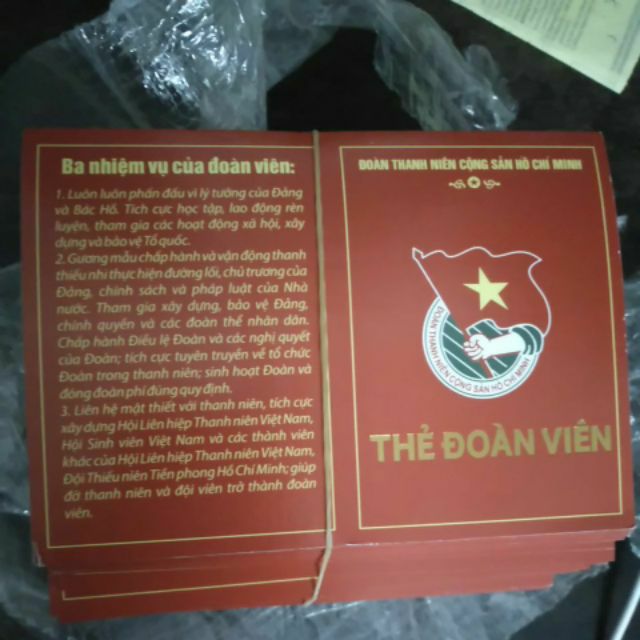 Ba nhiệm vụ của đoàn viên:
1. Luôn luôn phấn đấu vì lý tưởng của Đảng
và Bác Hồ. Tích cực học tập, lao động rèn
luyện, tham gia các hoạt động xã hội, xây
dựng và bảo vệ Tổ quốc.
2. Gương mẫu chấp hành và vận động thanh
thiếu nhi thực hiện đường lối, chủ trương của
Đảng, chính sách và pháp luật của Nhà
nước. Tham gia xây dựng, bảo vệ Đảng,
chính quyền và các đoàn thể nhân dân.
Chấp hành Điều lệ Đoàn và các nghị quyết
của Đoàn; tích cực tuyên truyền về tổ chức
Đoàn trong thanh niên; sinh hoạt Đoàn và
đóng đoàn phí đúng quy định.
3. Liên hệ mật thiết với thanh niên, tích cực
xây dựng Hội Liên hiệp Thanh niên Việt Nam,
Hội Sinh viên Việt Nam và các thành viên
khác của Hội Liên hiệp Thanh niên Việt Nam,
Đội Thiếu niên Tiền phong Hồ Chí Minh; giúp
đỡ thanh niên và đội viên trở thành đoàn
viên.
ĐOÀN THANH NIÊN CỘNG SẢN HỒ CHÍ MINH
ĐOÀN THANH NIÊN CỘNG SẢN HỒ CHÍ MINH
THẺ ĐOÀN VIÊN